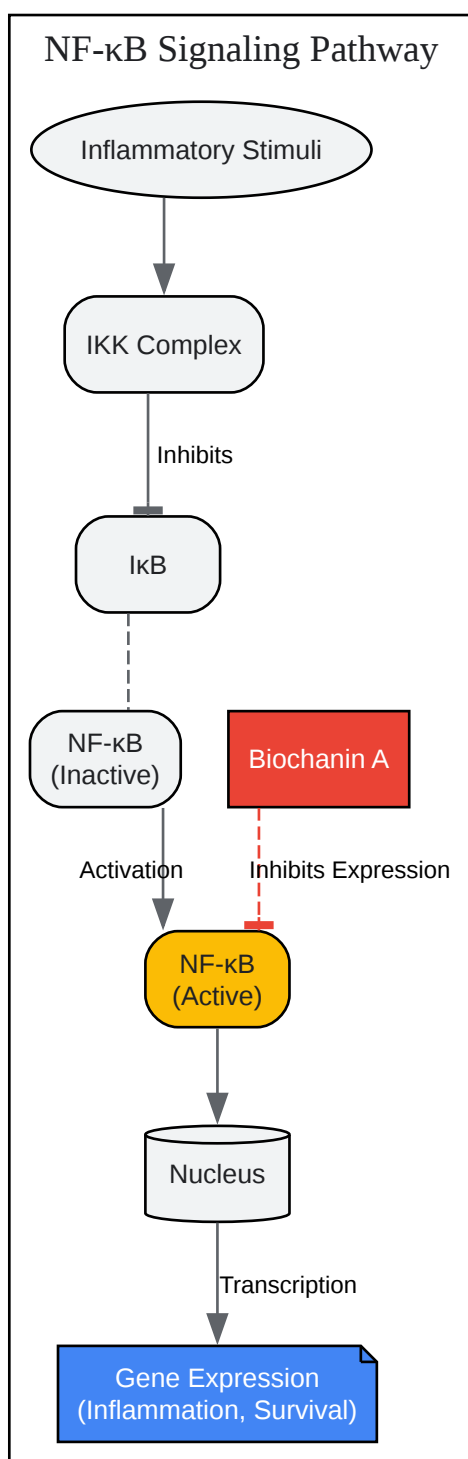 NF-κB Signaling Pathway
Inflammatory Stimuli
IKK Complex
Inhibits
IκB
NF-κB
(Inactive)
Biochanin A
Activation
Inhibits Expression
NF-κB
(Active)
Nucleus
Transcription
Gene Expression
(Inflammation, Survival)